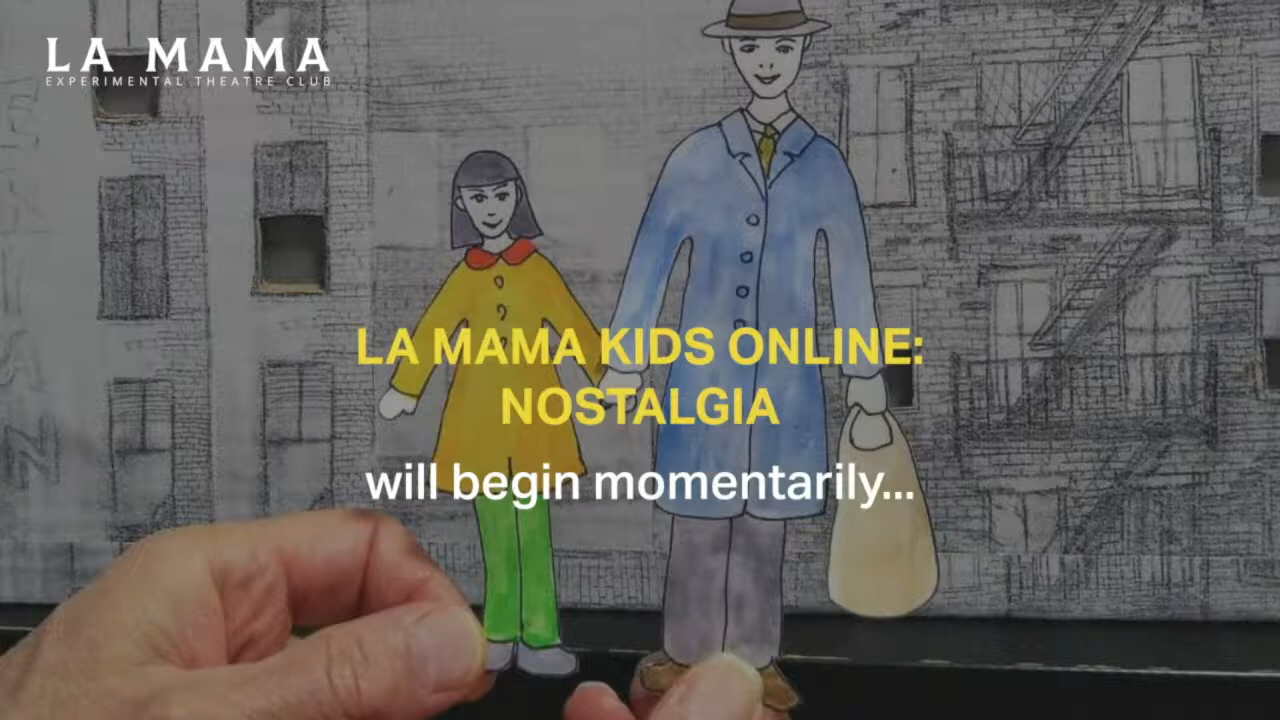 LA MAMA
EXPERIMENTAL THEATRE CLUB
LA MAMA KIDS ONLINE:
NOSTALGIA
will begin momentarily...